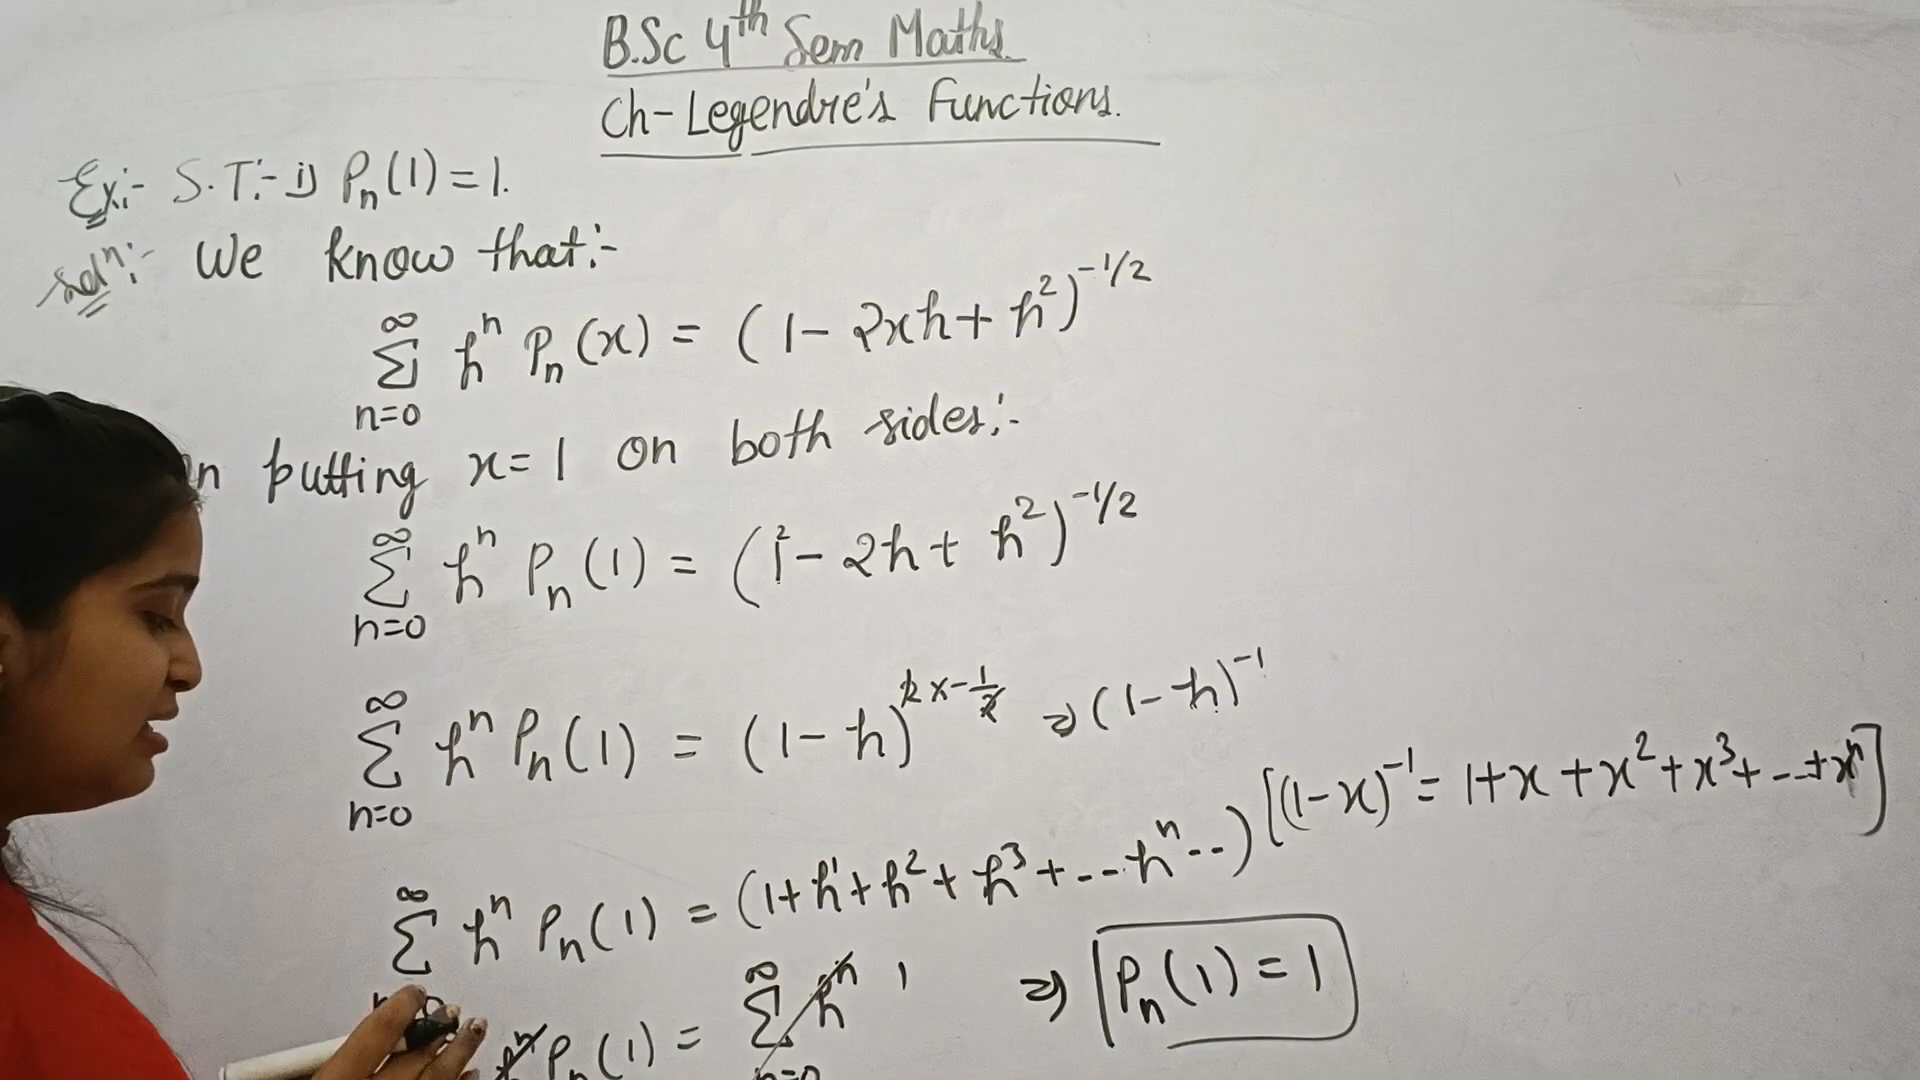 B.Sc 4th Sem Maths
Ch- Legendre's Functions.
Ex:- S.T:- i) Pₙ(1) = 1.
Solⁿ:- We know that:-
∞ Σ n=0 hⁿ Pₙ(x) = (1 - 2xh + h²)^-1/2
n putting x = 1 on both sides:-
∞ Σ n=0 hⁿ Pₙ(1) = (1² - 2h + h²)^-1/2
∞ Σ n=0 hⁿ Pₙ(1) = (1 - h)^2×-1/2 ⇒ (1 - h)^-1
∞ Σ hⁿ Pₙ(1) = (1 + h¹ + h² + h³ + ... hⁿ ..) [(1-x)^-1 = 1 + x + x² + x³ + ... + xⁿ]
hⁿ Pₙ(1) = ∞ Σ n=0 hⁿ 1 ⇒ Pₙ(1) = 1